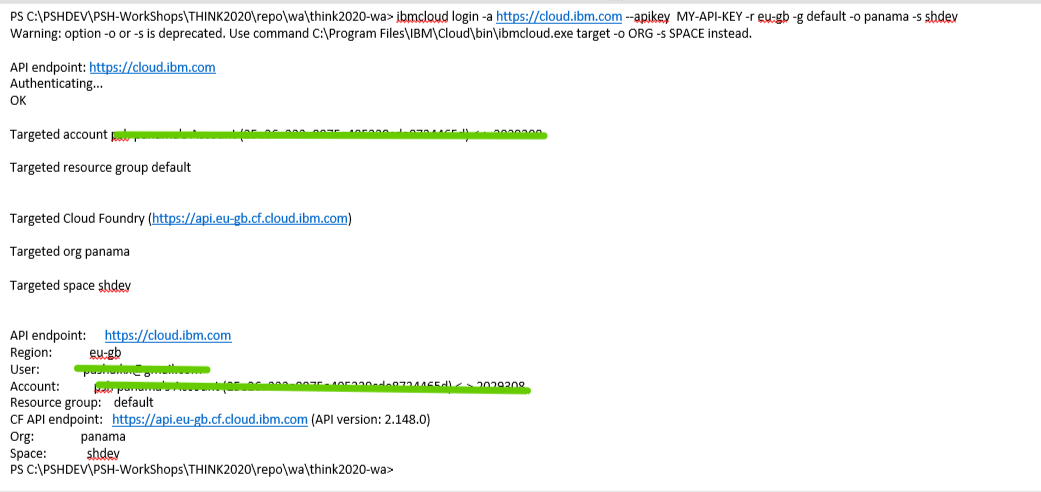 PS C:\PSHDEV\PSH-WorkShops\THINK2020\repo\wa\think2020-wa> ibmcloud login -a https://cloud.ibm.com --apikey MY-API-KEY -r eu-gb -g default -o panama -s shdev
Warning: option -o or -s is deprecated. Use command C:\Program Files\IBM\Cloud\bin\ibmcloud.exe target -o ORG -s SPACE instead.
API endpoint: https://cloud.ibm.com
Authenticating...
OK
Targeted account
Targeted resource group default
Targeted Cloud Foundry (https://api.eu-gb.cf.cloud.ibm.com)
Targeted org panama
Targeted space shdev
API endpoint: https://cloud.ibm.com
Region: eu-gb
User:
Account:
Resource group: default
CF API endpoint: https://api.eu-gb.cf.cloud.ibm.com (API version: 2.148.0)
Org: panama
Space: shdev
PS C:\PSHDEV\PSH-WorkShops\THINK2020\repo\wa\think2020-wa>